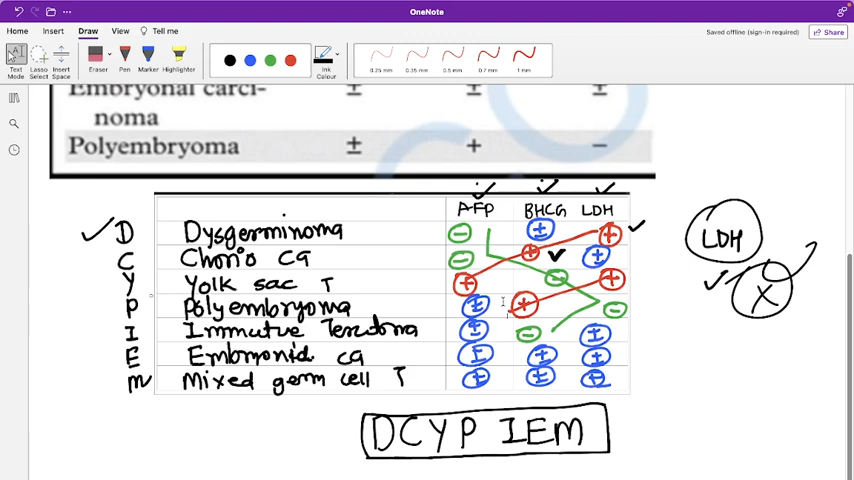 OneNote
Home Insert Draw View Tell me
Saved offline (sign-in required) Share
Text Mode Lasso Select Insert Space Eraser Pen Marker Highlighter Ink Colour 0.25 mm 0.35 mm 0.5 mm 0.7 mm 1 mm
Embryonal carci- ± ± ±
noma
Polyembryoma ± + −
AFP BHCG LDH
D Dysgerminoma − ± +
C Chorio Ca − + ±
Y Yolk sac T + − +
P Polyembryoma ± + −
I Immature Teratoma ± − ±
E Embryonal ca ± ± ±
M Mixed germ cell T ± ± ±
LDH
X
DCYP IEM